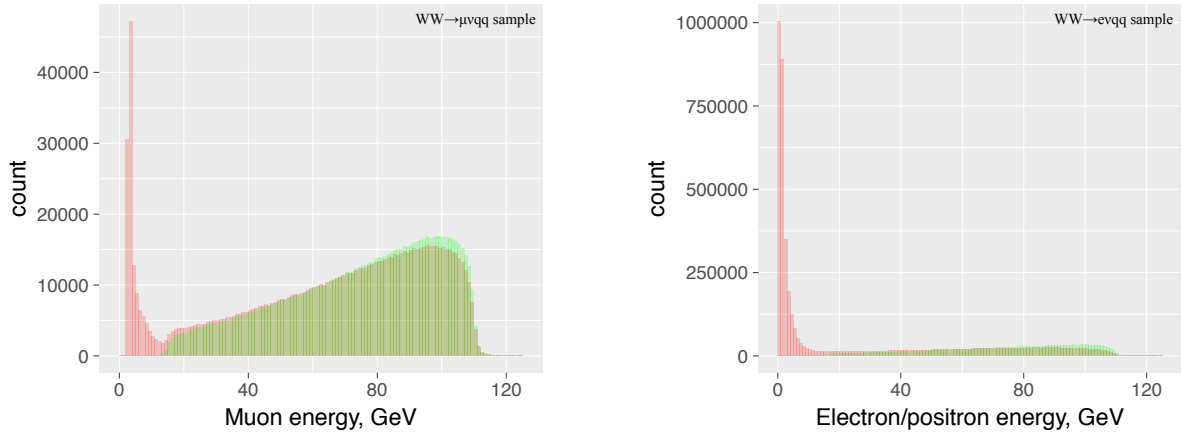 WW→μνqq sample
40000
30000
20000
10000
0
count
0 40 80 120
Muon energy, GeV
WW→eνqq sample
1000000
750000
500000
250000
0
count
0 40 80 120
Electron/positron energy, GeV